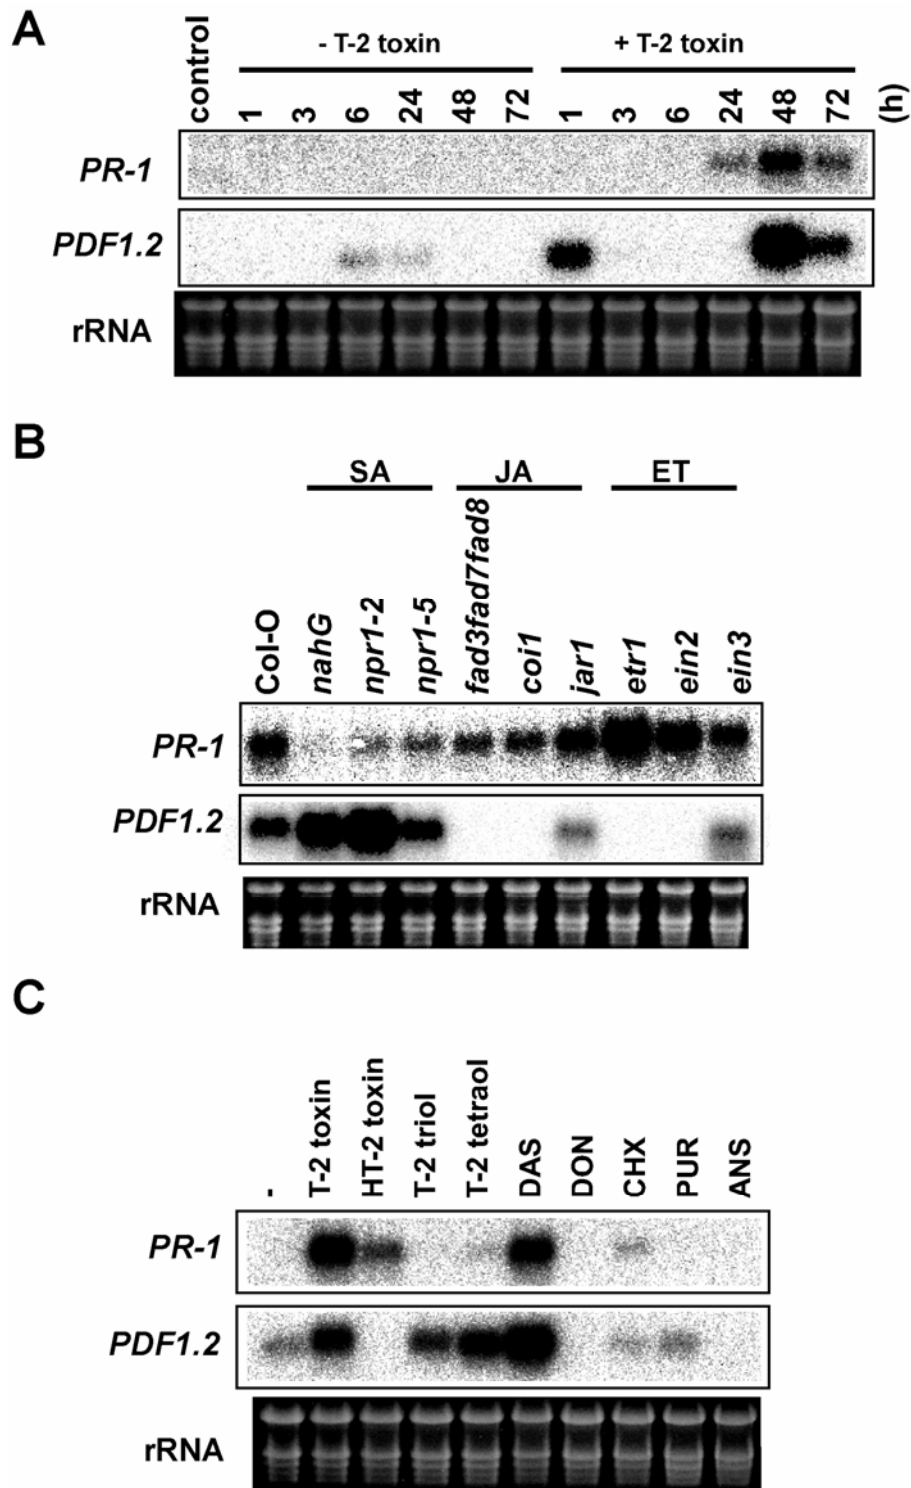 A
- T-2 toxin + T-2 toxin
control 1 3 6 24 48 72 1 3 6 24 48 72 (h)
PR-1
PDF1.2
rRNA
B
SA JA ET
Col-O nahG npr1-2 npr1-5 fad3fad7fad8 coi1 jar1 etr1 ein2 ein3
PR-1
PDF1.2
rRNA
C
- T-2 toxin HT-2 toxin T-2 triol T-2 tetraol DAS DON CHX PUR ANS
PR-1
PDF1.2
rRNA